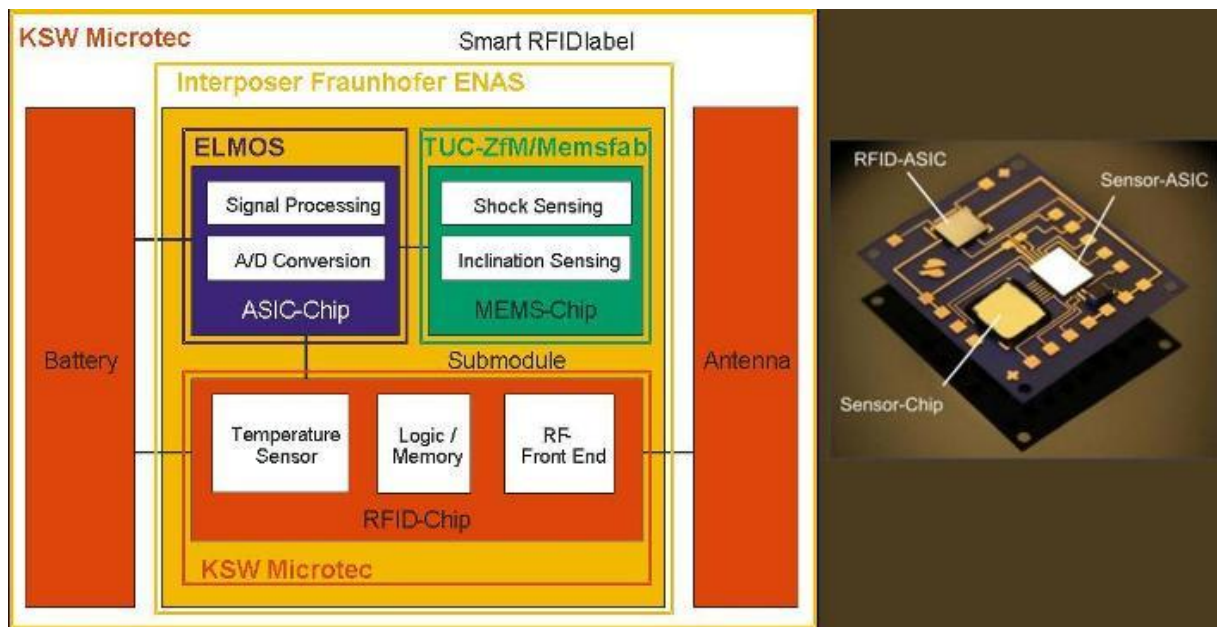 KSW Microtec
Smart RFIDlabel
Interposer Fraunhofer ENAS
ELMOS
TUC-ZfM/Memsfab
Signal Processing
A/D Conversion
ASIC-Chip
Shock Sensing
Inclination Sensing
MEMS-Chip
Battery
Submodule
Antenna
Temperature
Sensor
Logic /
Memory
RF-
Front End
RFID-Chip
KSW Microtec
RFID-ASIC
Sensor-ASIC
Sensor-Chip